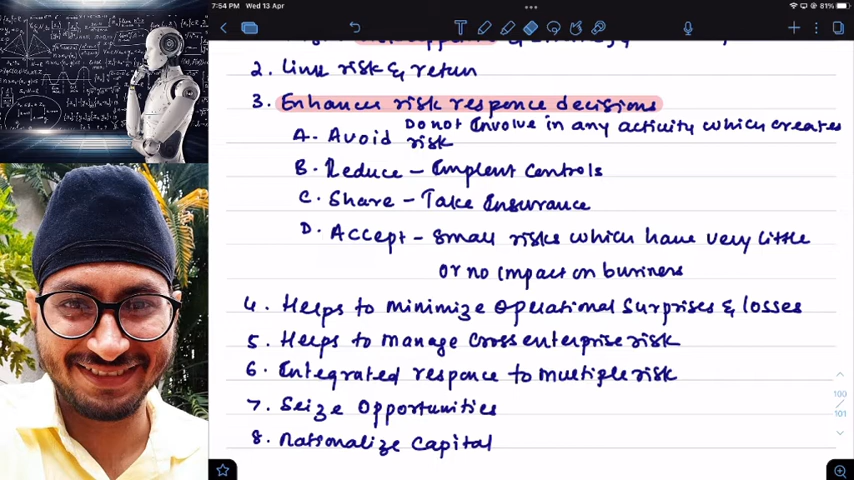 7:54 PM Wed 13 Apr
81%
2. Link risk & return
3. Enhances risk responce decisions
A. Avoid Do not Involve in any activity which creates
risk
B. Reduce - Implent Controls
C. Share - Take Insurance
D. Accept - Small risks which have very little
or no impact on business
4. Helps to Minimize Operational Surprises & losses
5. Helps to Manage Cross enterprise risk
6. Integrated responce to Multiple risk
7. Seize Opportunities
8. Rationalize Capital
100
101